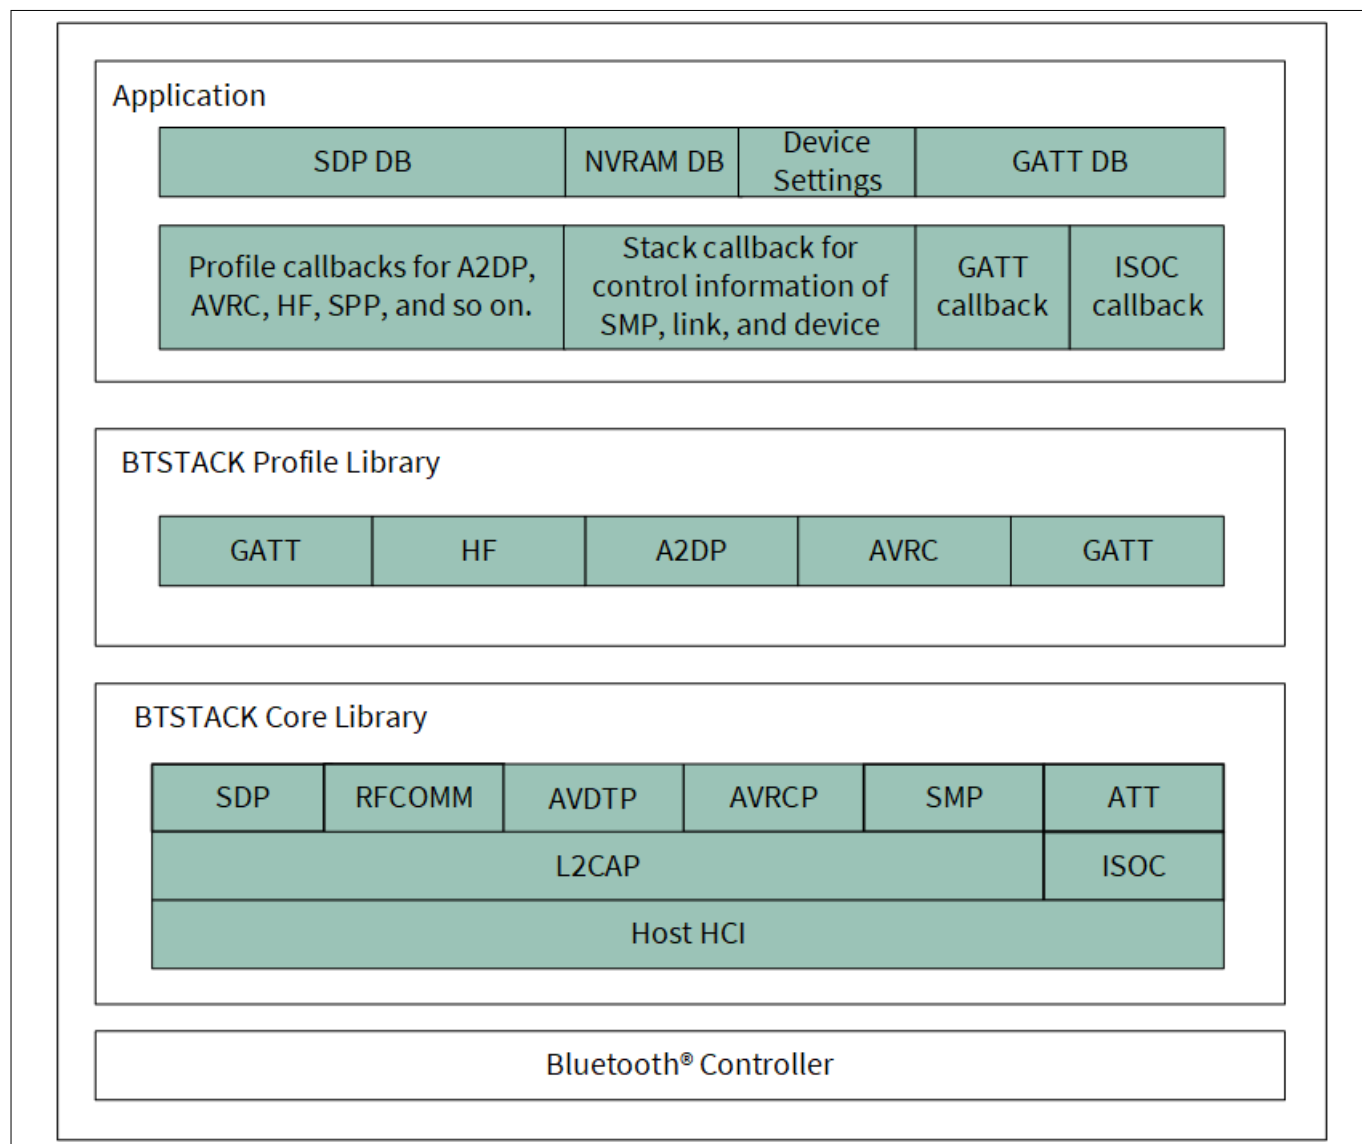 Application
SDP DB
NVRAM DB
Device
Settings
GATT DB
Profile callbacks for A2DP,
AVRC, HF, SPP, and so on.
Stack callback for
control information of
SMP, link, and device
GATT
callback
ISOC
callback
BTSTACK Profile Library
GATT
HF
A2DP
AVRC
GATT
BTSTACK Core Library
SDP
RFCOMM
AVDTP
AVRCP
SMP
ATT
L2CAP
ISOC
Host HCI
Bluetooth® Controller